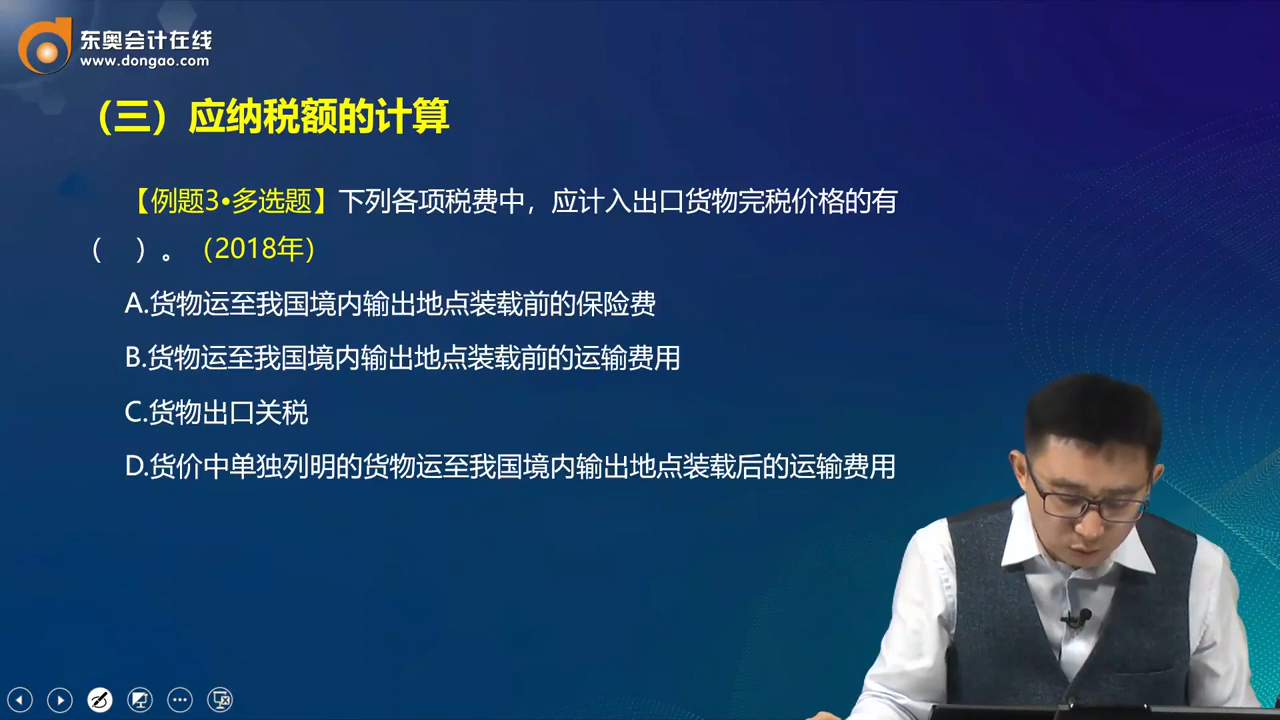 东奥会计在线
www.dongao.com
（三）应纳税额的计算
【例题3•多选题】下列各项税费中，应计入出口货物完税价格的有
（　）。（2018年）
A.货物运至我国境内输出地点装载前的保险费
B.货物运至我国境内输出地点装载前的运输费用
C.货物出口关税
D.货价中单独列明的货物运至我国境内输出地点装载后的运输费用